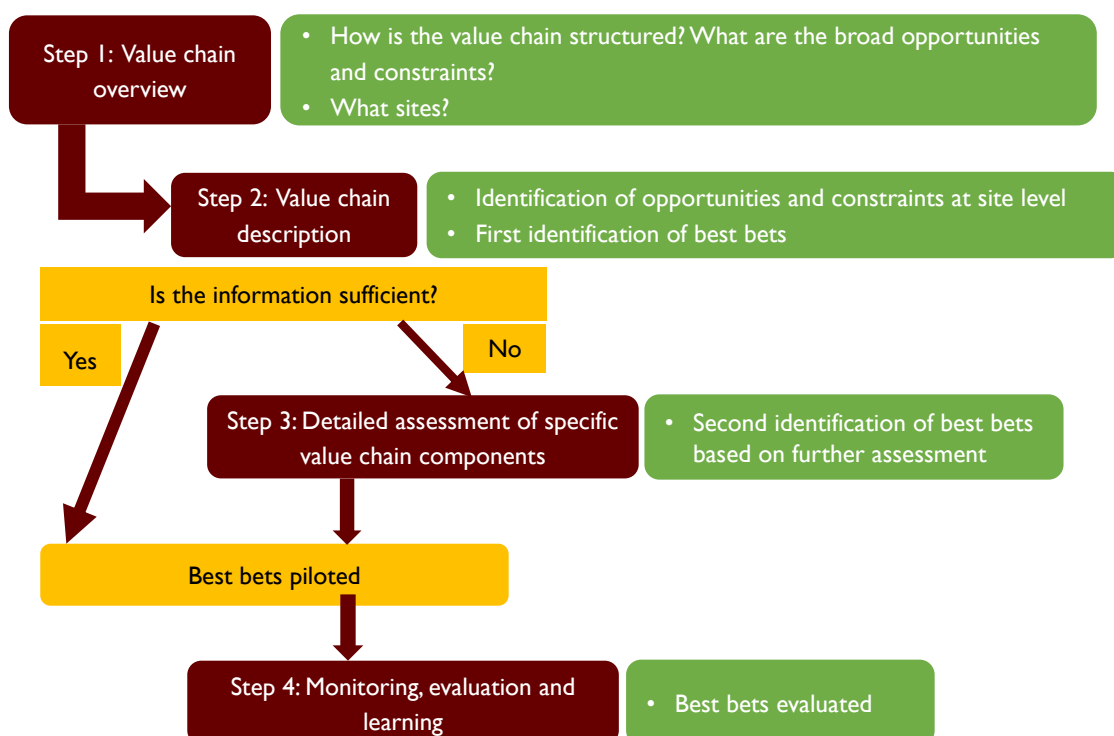 Step 1: Value chain
overview
• How is the value chain structured? What are the broad opportunities
and constraints?
• What sites?
Step 2: Value chain
description
• Identification of opportunities and constraints at site level
• First identification of best bets
Is the information sufficient?
Yes
No
Step 3: Detailed assessment of specific
value chain components
• Second identification of best bets
based on further assessment
Best bets piloted
Step 4: Monitoring, evaluation and
learning
• Best bets evaluated